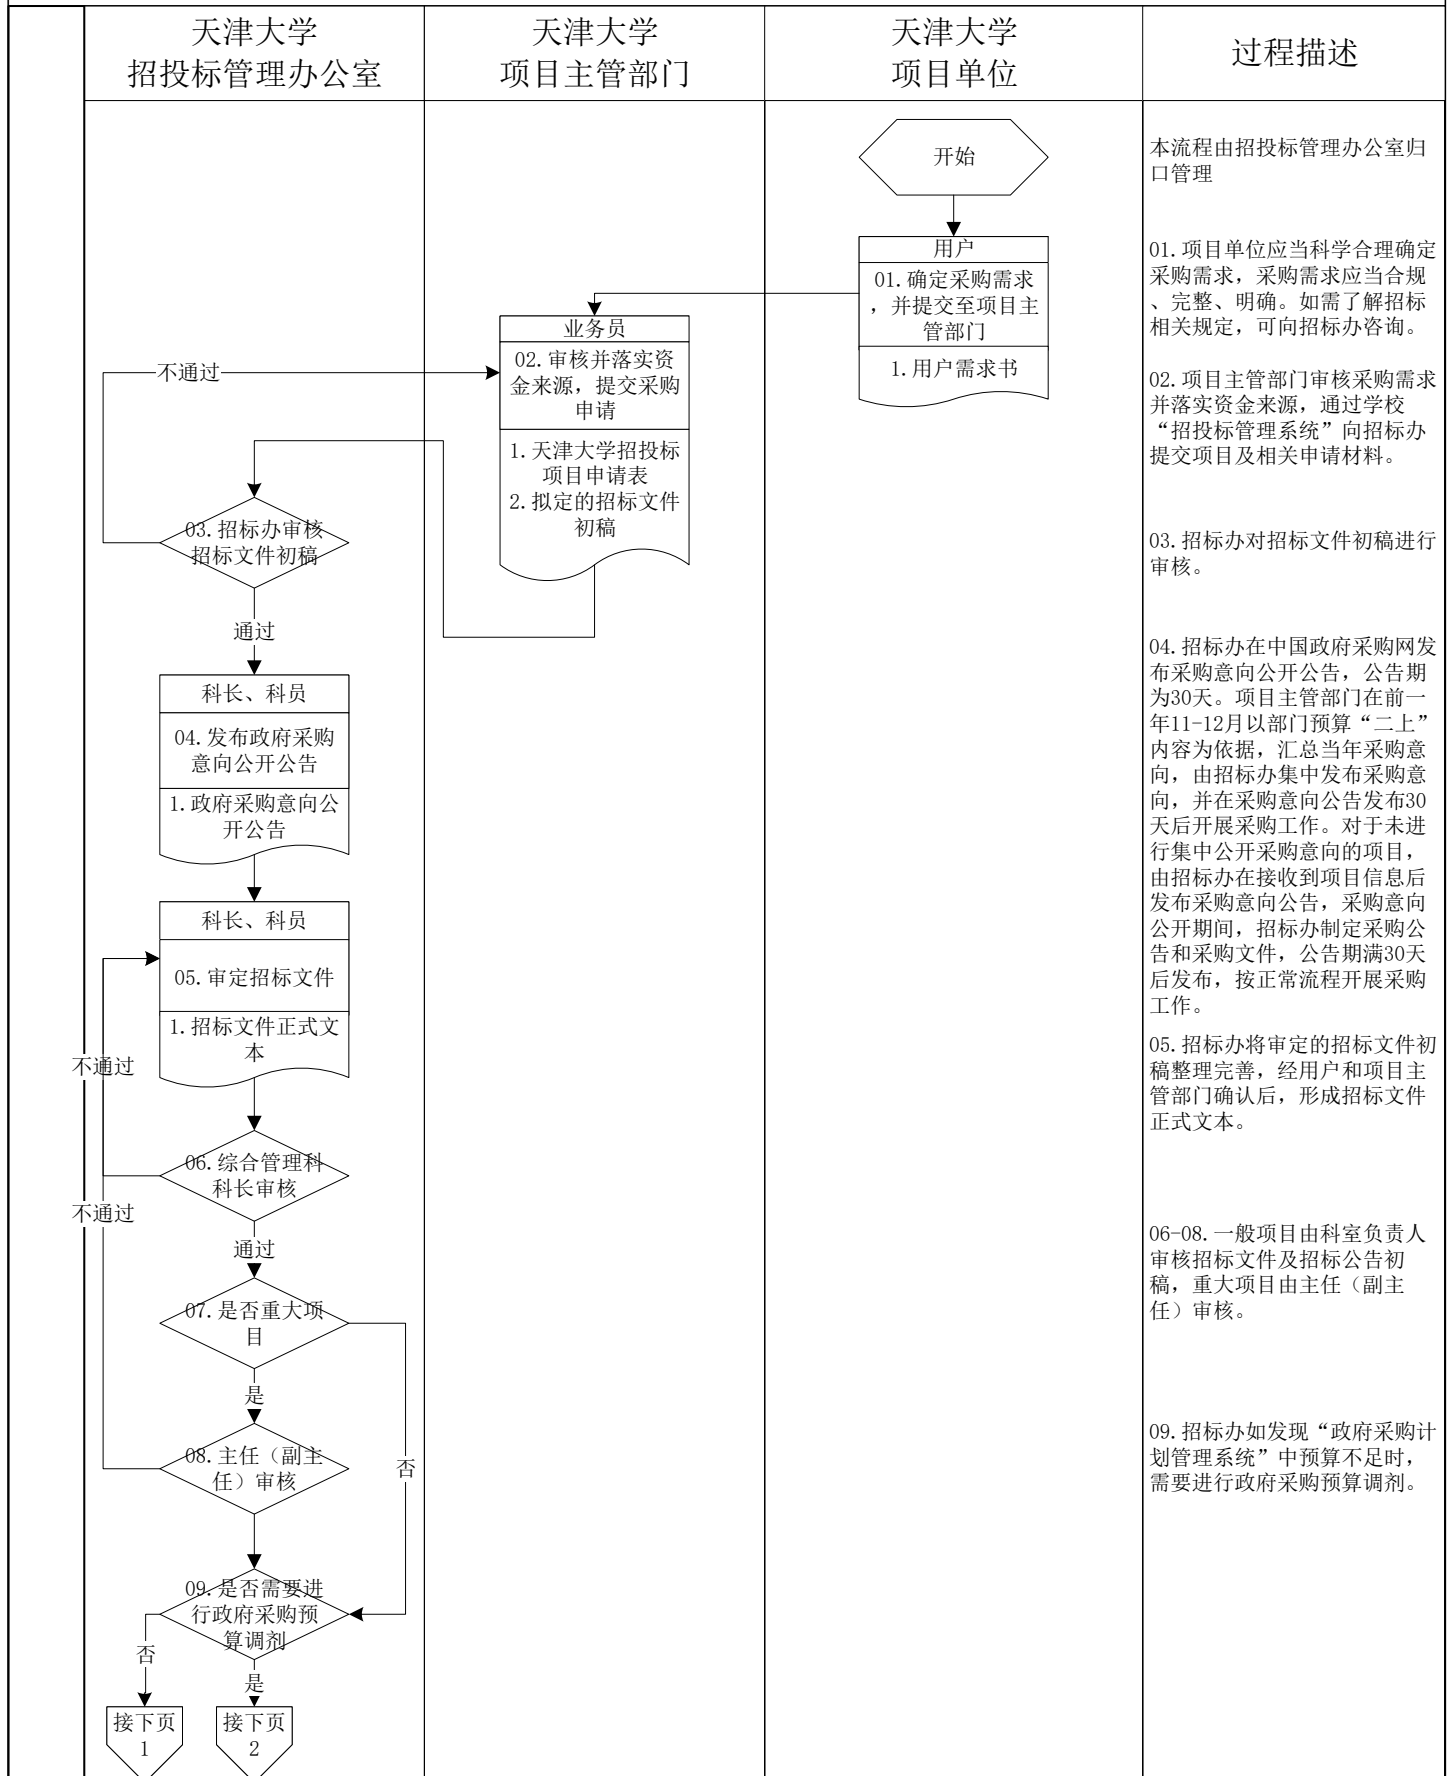 天津大学
招投标管理办公室
天津大学
项目主管部门
天津大学
项目单位
过程描述
开始
用户
01.确定采购需求
,并提交至项目主
管部门
1.用户需求书
业务员
02.审核并落实资
金来源，提交采购
申请
1.天津大学招投标
项目申请表
2.拟定的招标文件
初稿
不通过
03.招标办审核
招标文件初稿
通过
科长、科员
04.发布政府采购
意向公开公告
1.政府采购意向公
开公告
科长、科员
05.审定招标文件
1.招标文件正式文
本
不通过
06.综合管理科
科长审核
不通过
通过
07.是否重大项
目
是
08.主任（副主
任）审核
否
09.是否需要进
行政府采购预
算调剂
否
是
接下页
1
接下页
2
本流程由招投标管理办公室归
口管理
01.项目单位应当科学合理确定
采购需求，采购需求应当合规
、完整、明确。如需了解招标
相关规定，可向招标办咨询。
02.项目主管部门审核采购需求
并落实资金来源，通过学校
“招投标管理系统”向招标办
提交项目及相关申请材料。
03.招标办对招标文件初稿进行
审核。
04.招标办在中国政府采购网发
布采购意向公开公告，公告期
为30天。项目主管部门在前一
年11-12月以部门预算“二上”
内容为依据，汇总当年采购意
向，由招标办集中发布采购意
向，并在采购意向公告发布30
天后开展采购工作。对于未进
行集中公开采购意向的项目，
由招标办在接收到项目信息后
发布采购意向公告，采购意向
公开期间，招标办制定采购公
告和采购文件，公告期满30天
后发布，按正常流程开展采购
工作。
05.招标办将审定的招标文件初
稿整理完善，经用户和项目主
管部门确认后，形成招标文件
正式文本。
06-08.一般项目由科室负责人
审核招标文件及招标公告初
稿，重大项目由主任（副主
任）审核。
09.招标办如发现“政府采购计
划管理系统”中预算不足时，
需要进行政府采购预算调剂。